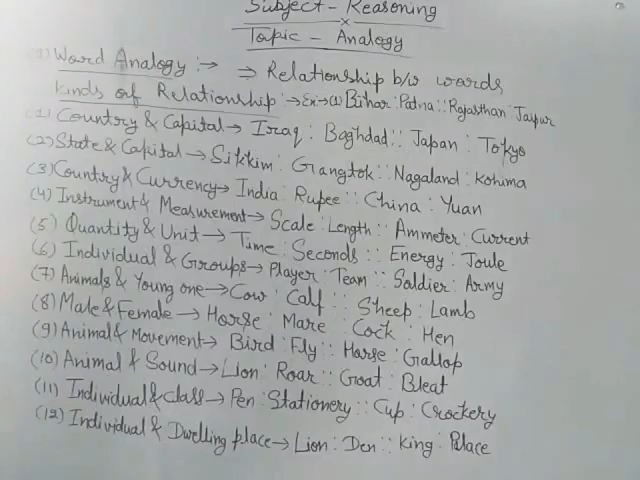 Subject - Reasoning
x
Topic - Analogy
(1) Word Analogy :→ ⇒ Relationship b/w words
kinds of Relationship :→ Ex:→ (1) Bihar : Patna :: Rajasthan : Jaipur
(1) Country & Capital → Iraq : Baghdad :: Japan : Tokyo
(2) State & Capital → Sikkim : Gangtok :: Nagaland : Kohima
(3) Country & Currency → India : Rupee :: China : Yuan
(4) Instrument & Measurement → Scale : Length :: Ammeter : Current
(5) Quantity & Unit → Time : Seconds :: Energy : Joule
(6) Individual & Groups → Player : Team :: Saldier : Army
(7) Animals & Young one → Cow : Calf :: Sheep : Lamb
(8) Male & Female → Horse : Mare :: Cock : Hen
(9) Animal & Movement → Bird : Fly :: Horse : Gallop
(10) Animal & Sound → Lion : Roar :: Goat : Bleat
(11) Individual & class → Pen : Stationery :: Cup : Crockery
(12) Individual & Dwelling place → Lion : Den :: King : Palace